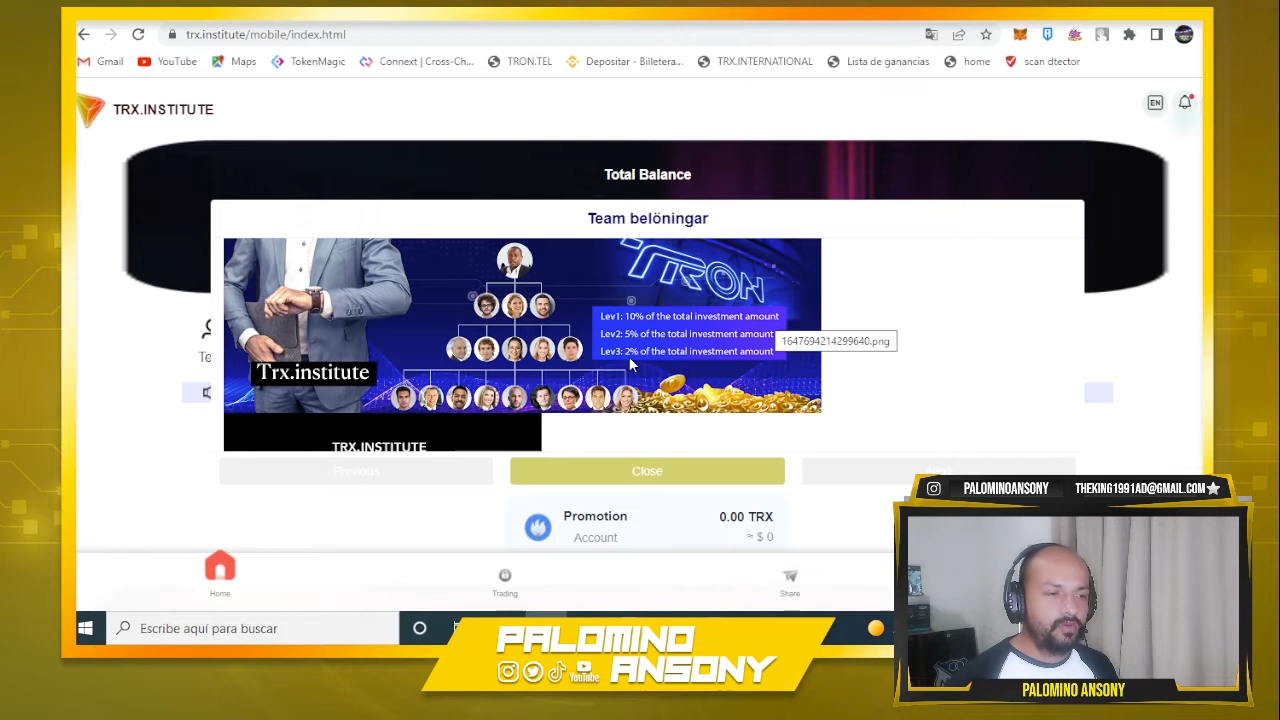 trx.institute/mobile/index.html
Gmail YouTube Maps TokenMagic Connext | Cross-Ch... TRON.TEL Depositar - Billetera... TRX.INTERNATIONAL Lista de ganancias home scan dtector
TRX.INSTITUTE
EN
Total Balance
Team belöningar
TRON
Lev1: 10% of the total investment amount
Lev2: 5% of the total investment amount
Lev3: 2% of the total investment amount
1647694214299640.png
Trx.institute
TRX.INSTITUTE
Te
Previous Close Next
Promotion 0.00 TRX
Account ≈ $ 0
Home Trading Share
Escribe aquí para buscar
PALOMINOANSONY THEKING1991AD@GMAIL.COM
PALOMINO
ANSONY
YouTube
PALOMINO ANSONY